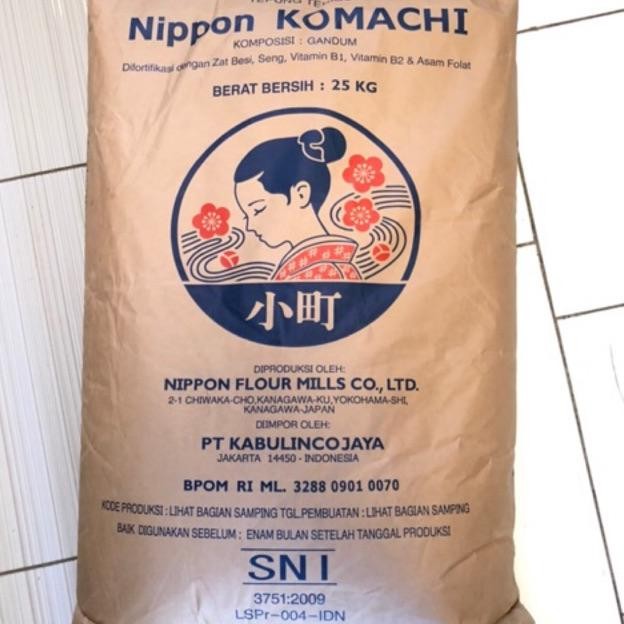 Nippon KOMACHI
KOMPOSISI : GANDUM
Difortifikasi dengan Zat Besi, Seng, Vitamin B1, Vitamin B2 & Asam Folat
BERAT BERSIH : 25 KG
小町
DIPRODUKSI OLEH:
NIPPON FLOUR MILLS CO., LTD.
2-1 CHIWAKA-CHO,KANAGAWA-KU,YOKOHAMA-SHI,
KANAGAWA-JAPAN
DIIMPOR OLEH:
PT KABULINCO JAYA
JAKARTA 14450 - INDONESIA
BPOM RI ML. 3288 0901 0070
KODE PRODUKSI : LIHAT BAGIAN SAMPING TGL.PEMBUATAN : LIHAT BAGIAN SAMPING
BAIK DIGUNAKAN SEBELUM : ENAM BULAN SETELAH TANGGAL PRODUKSI
SNI
3751:2009
LSPr-004-IDN